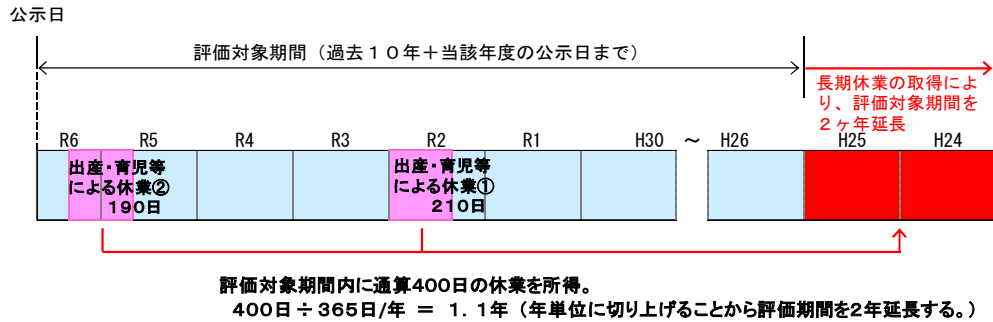 公示日
評価対象期間（過去１０年＋当該年度の公示日まで）
長期休業の取得によ
り、評価対象期間を
２ヶ年延長
R6 R5 R4 R3 R2 R1 H30 ～ H26 H25 H24
出産・育児等
による休業②
190日
出産・育児等
による休業①
210日
評価対象期間内に通算400日の休業を所得。
400日÷365日/年 ＝ 1.1年（年単位に切り上げることから評価期間を2年延長する。）